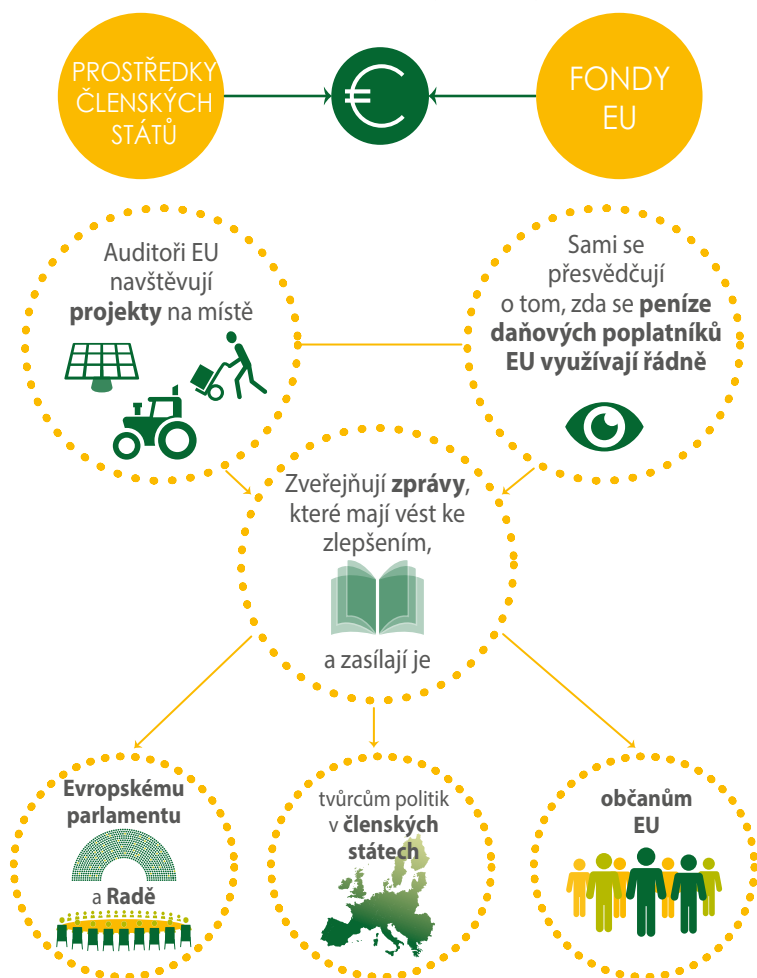 PROSTŘEDKY
ČLENSKÝCH
STÁTŮ
€
FONDY
EU
Auditoři EU
navštěvují
projekty na místě
Sami se
přesvědčují
o tom, zda se peníze
daňových poplatníků
EU využívají řádně
Zveřejňují zprávy,
které mají vést ke
zlepšením,
a zasílají je
Evropskému
parlamentu
a Radě
tvůrcům politik
v členských
státech
občanům
EU